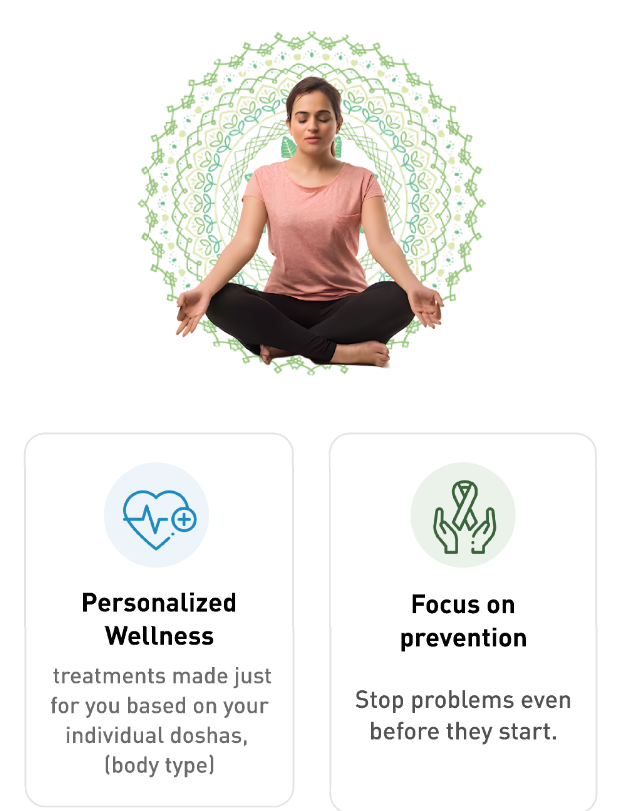 Personalized
Wellness
treatments made just
for you based on your
individual doshas,
(body type)
Focus on
prevention
Stop problems even
before they start.